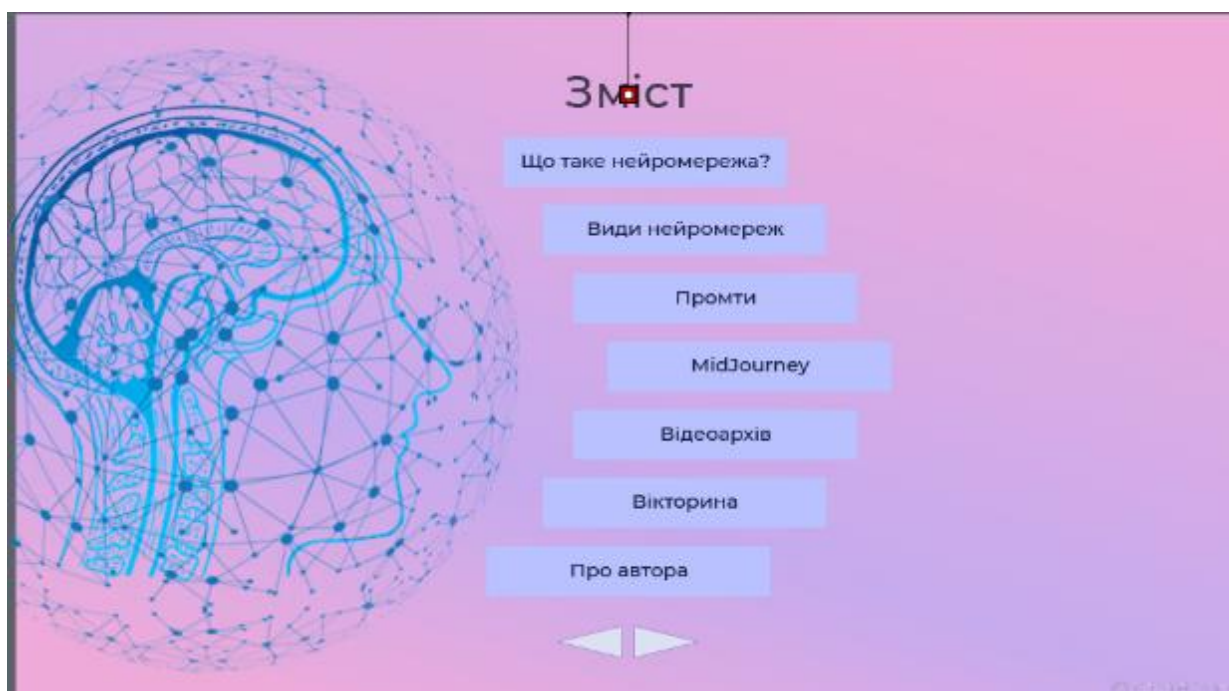 Зміст
Що таке нейромережа?
Види нейромереж
Промти
MidJourney
Відеоархів
Вікторина
Про автора